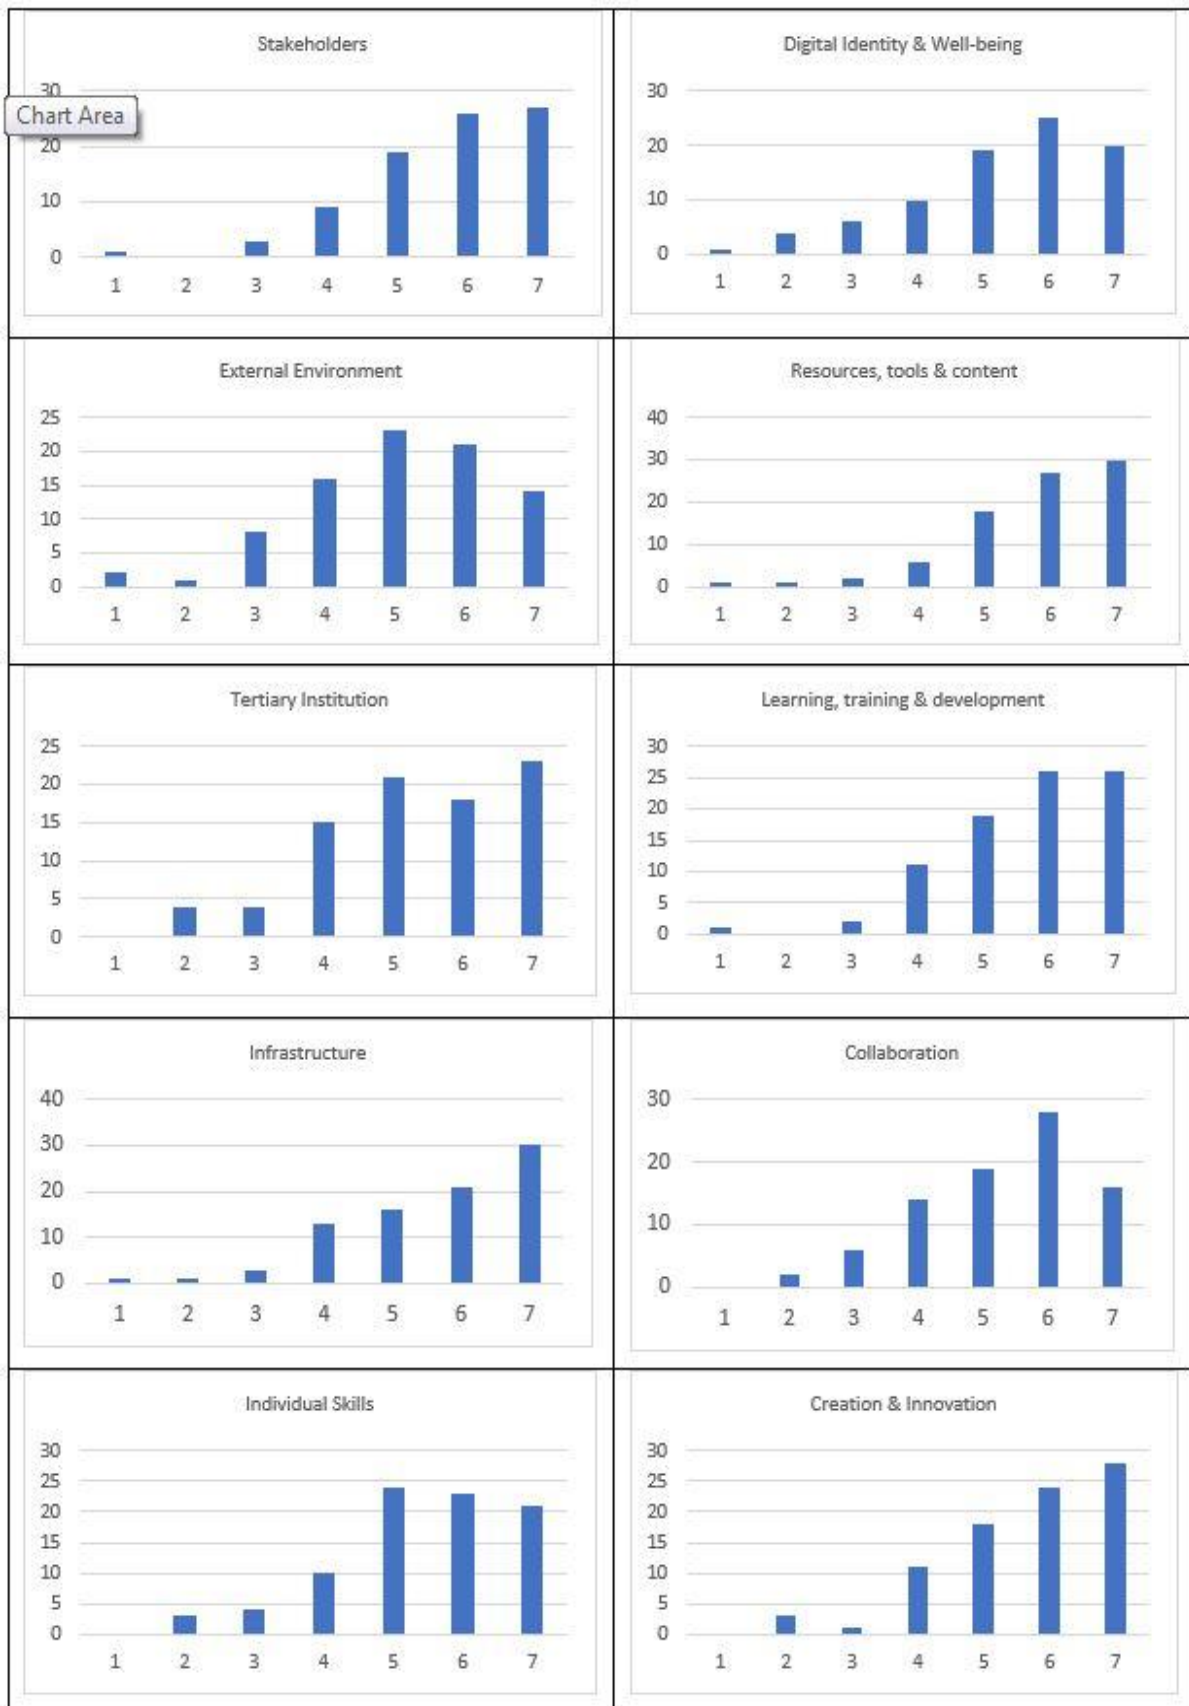 Stakeholders
30
Chart Area
20
10
0
1 2 3 4 5 6 7
Digital Identity & Well-being
30
20
10
0
1 2 3 4 5 6 7
External Environment
25
20
15
10
5
0
1 2 3 4 5 6 7
Resources, tools & content
40
30
20
10
0
1 2 3 4 5 6 7
Tertiary Institution
25
20
15
10
5
0
1 2 3 4 5 6 7
Learning, training & development
30
25
20
15
10
5
0
1 2 3 4 5 6 7
Infrastructure
40
30
20
10
0
1 2 3 4 5 6 7
Collaboration
30
20
10
0
1 2 3 4 5 6 7
Individual Skills
30
25
20
15
10
5
0
1 2 3 4 5 6 7
Creation & Innovation
30
25
20
15
10
5
0
1 2 3 4 5 6 7